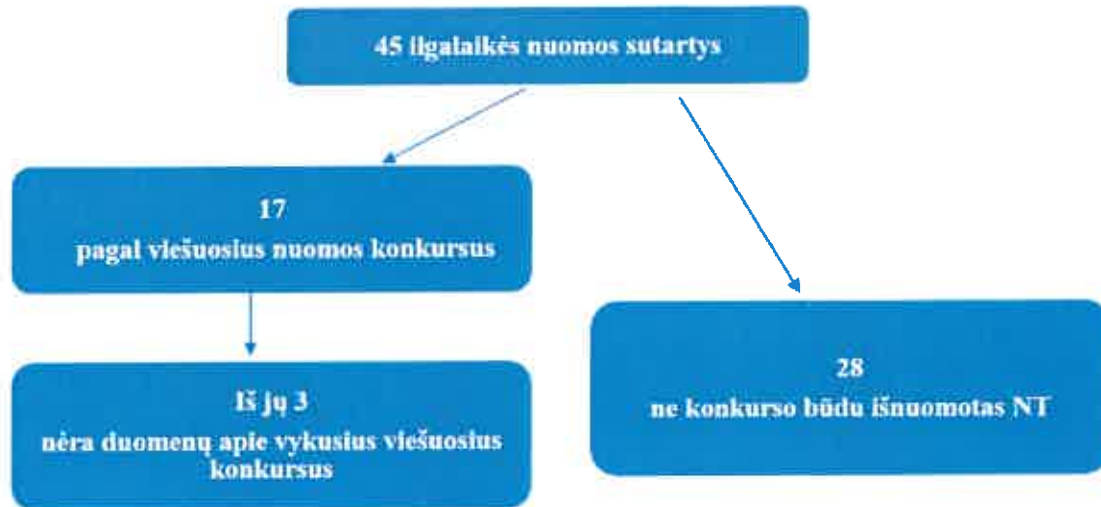 45 ilgalaikės nuomos sutartys
17
pagal viešuosius nuomos konkursus
Iš jų 3
nėra duomenų apie vykusius viešuosius
konkursus
28
ne konkurso būdu išnuomotas NT